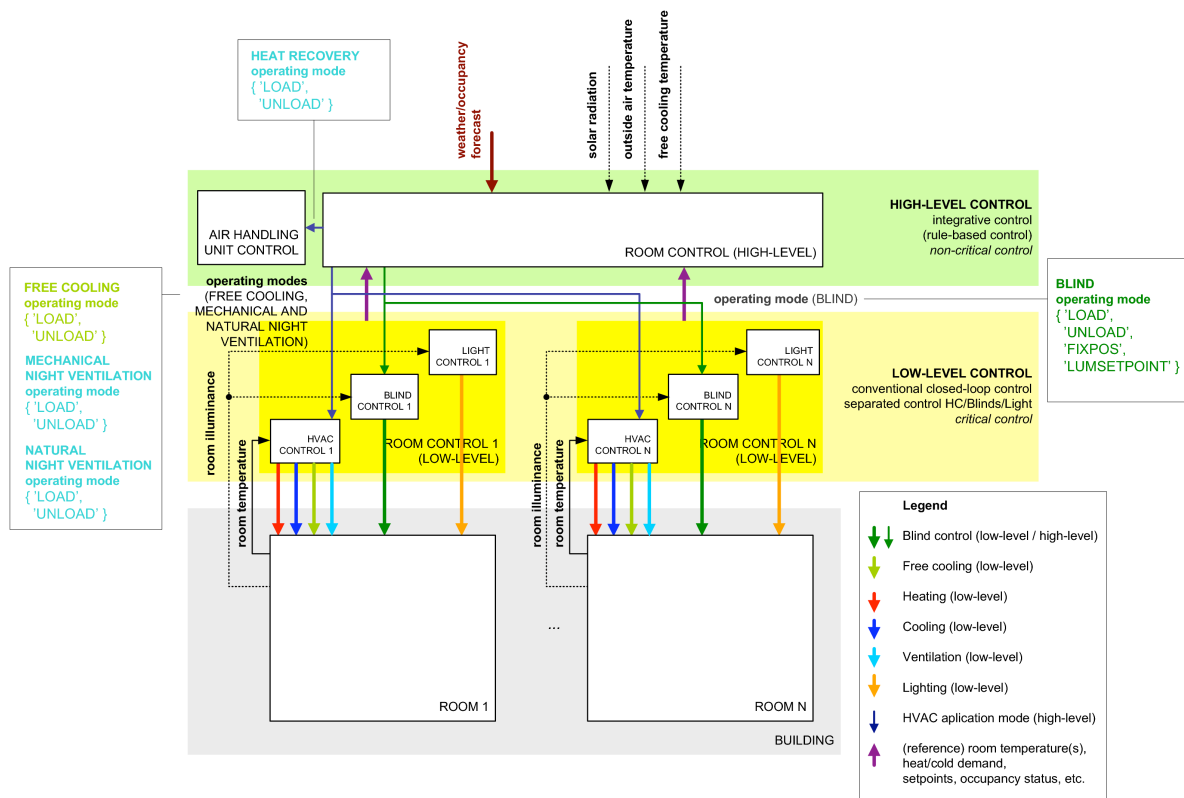 HEAT RECOVERY
operating mode
{ 'LOAD',
'UNLOAD' }
weather/occupancy
forecast
solar radiation
outside air temperature
free cooling temperature
AIR HANDLING
UNIT CONTROL
ROOM CONTROL (HIGH-LEVEL)
HIGH-LEVEL CONTROL
integrative control
(rule-based control)
non-critical control
FREE COOLING
operating mode
{ 'LOAD',
'UNLOAD' }
MECHANICAL
NIGHT VENTILATION
operating mode
{ 'LOAD',
'UNLOAD' }
NATURAL
NIGHT VENTILATION
operating mode
{ 'LOAD',
'UNLOAD' }
operating modes
(FREE COOLING,
MECHANICAL AND
NATURAL NIGHT
VENTILATION)
operating mode (BLIND)
BLIND
operating mode
{ 'LOAD',
'UNLOAD',
'FIXPOS',
'LUMSETPOINT' }
LOW-LEVEL CONTROL
conventional closed-loop control
separated control HC/Blinds/Light
critical control
LIGHT
CONTROL 1
BLIND
CONTROL 1
HVAC
CONTROL 1
ROOM CONTROL 1
(LOW-LEVEL)
room illuminance
room temperature
LIGHT
CONTROL N
BLIND
CONTROL N
HVAC
CONTROL N
ROOM CONTROL N
(LOW-LEVEL)
room illuminance
room temperature
ROOM 1
...
ROOM N
BUILDING
Legend
Blind control (low-level / high-level)
Free cooling (low-level)
Heating (low-level)
Cooling (low-level)
Ventilation (low-level)
Lighting (low-level)
HVAC aplication mode (high-level)
(reference) room temperature(s),
heat/cold demand,
setpoints, occupancy status, etc.